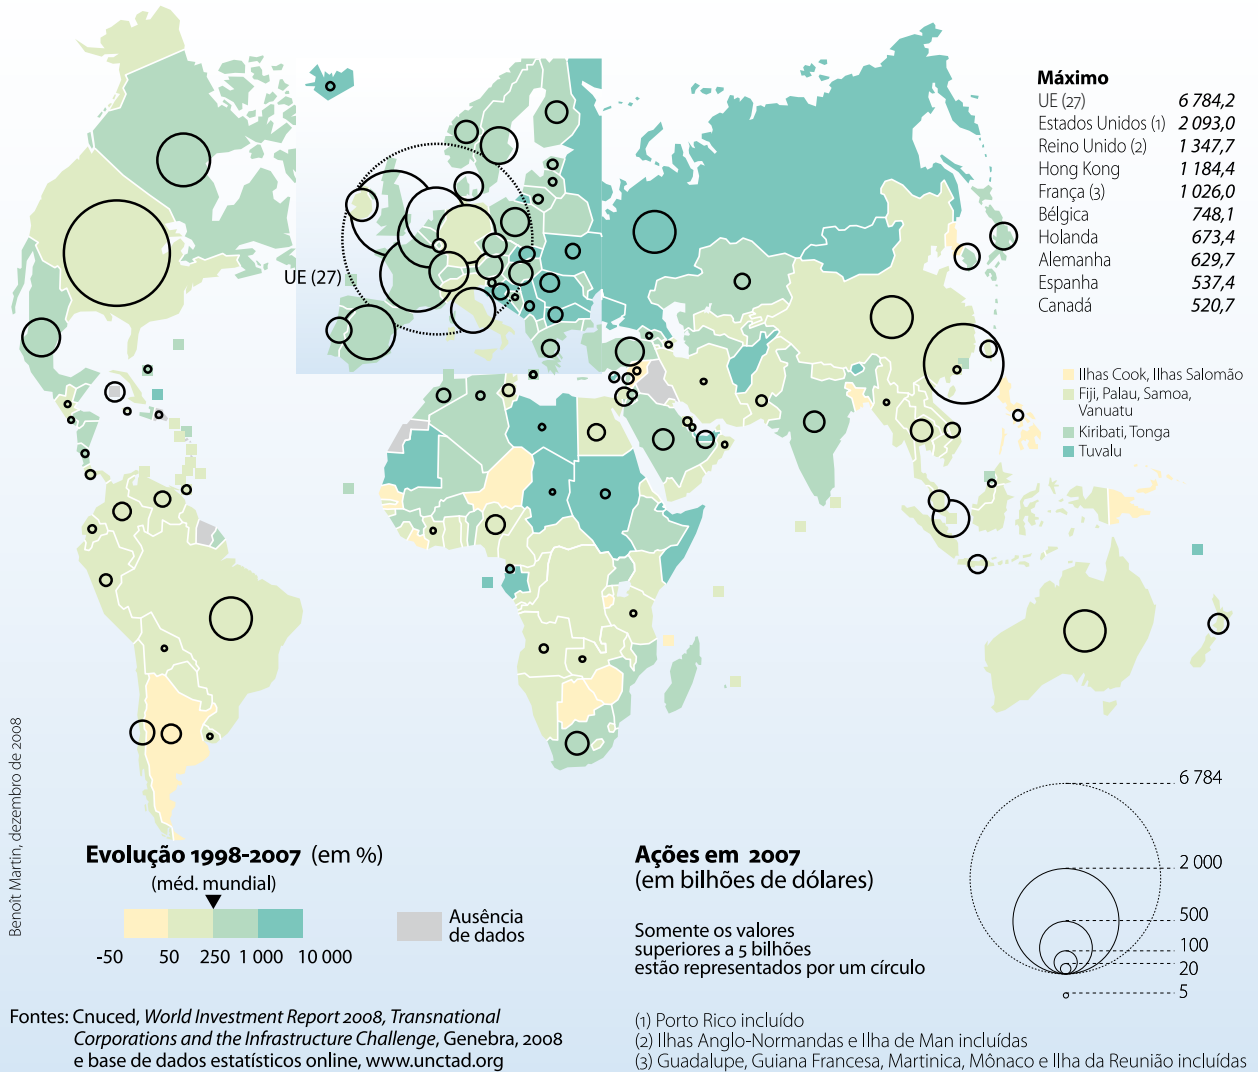 Máximo
UE (27) 6 784,2
Estados Unidos (1) 2 093,0
Reino Unido (2) 1 347,7
Hong Kong 1 184,4
França (3) 1 026,0
Bélgica 748,1
Holanda 673,4
Alemanha 629,7
Espanha 537,4
Canadá 520,7
UE (27)
Ilhas Cook, Ilhas Salomão
Fiji, Palau, Samoa,
Vanuatu
Kiribati, Tonga
Tuvalu
Benoît Martin, dezembro de 2008
Evolução 1998-2007 (em %)
(méd. mundial)
-50 50 250 1 000 10 000
Ausência
de dados
Ações em 2007
(em bilhões de dólares)
Somente os valores
superiores a 5 bilhões
estão representados por um círculo
6 784
2 000
500
100
20
5
Fontes: Cnuced, World Investment Report 2008, Transnational
Corporations and the Infrastructure Challenge, Genebra, 2008
e base de dados estatísticos online, www.unctad.org
(1) Porto Rico incluído
(2) Ilhas Anglo-Normandas e Ilha de Man incluídas
(3) Guadalupe, Guiana Francesa, Martinica, Mônaco e Ilha da Reunião incluídas